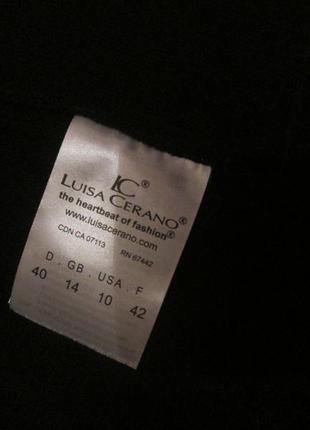 LC®
LUISA CERANO®
the heartbeat of fashion®
www.luisacerano.com
CDN CA 07113 RN 67442
D . GB . USA . F
40 14 10 42